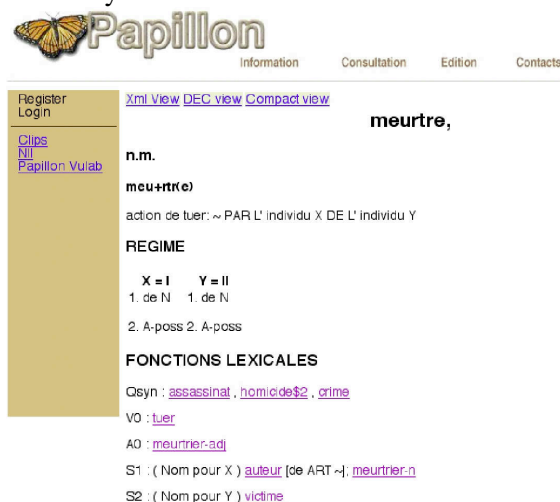 Papillon
Information Consultation Edition Contacts
Register
Login
Clips
NII
Papillon Vulab
Xml View DEC view Compact view
meurtre,
n.m.
meu+rtr(e)
action de tuer: ~ PAR L' individu X DE L' individu Y
REGIME
X = I Y = II
1. de N 1. de N
2. A-poss 2. A-poss
FONCTIONS LEXICALES
Qsyn : assassinat , homicide$2 , crime
V0 : tuer
A0 : meurtrier-adj
S1 : ( Nom pour X ) auteur [de ART ~]; meurtrier-n
S2 : ( Nom pour Y ) victime